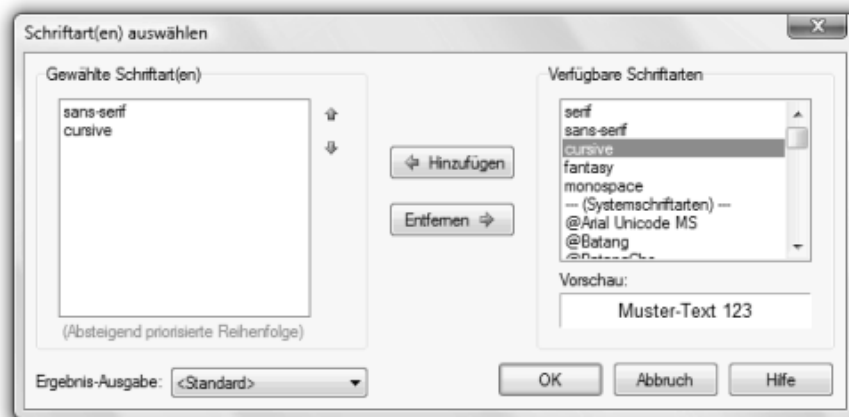 Schriftart(en) auswählen
Gewählte Schriftart(en)
sans-serif
cursive
(Absteigend priorisierte Reihenfolge)
Ergebnis-Ausgabe: <Standard>
Hinzufügen
Entfernen
Verfügbare Schriftarten
serif
sans-serif
cursive
fantasy
monospace
--- (Systemschriftarten) ---
@Arial Unicode MS
@Batang
@BatangChe
Vorschau:
Muster-Text 123
OK
Abbruch
Hilfe